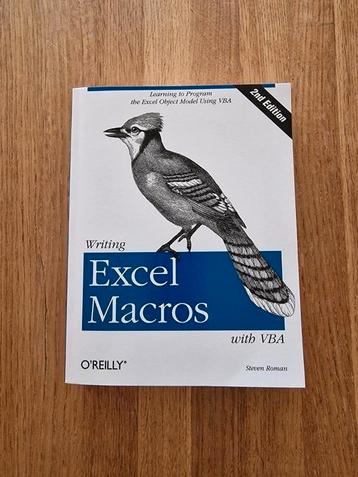 Learning to Program
the Excel Object Model Using VBA
2nd Edition
Writing
Excel
Macros
with VBA
O'REILLY®
Steven Roman